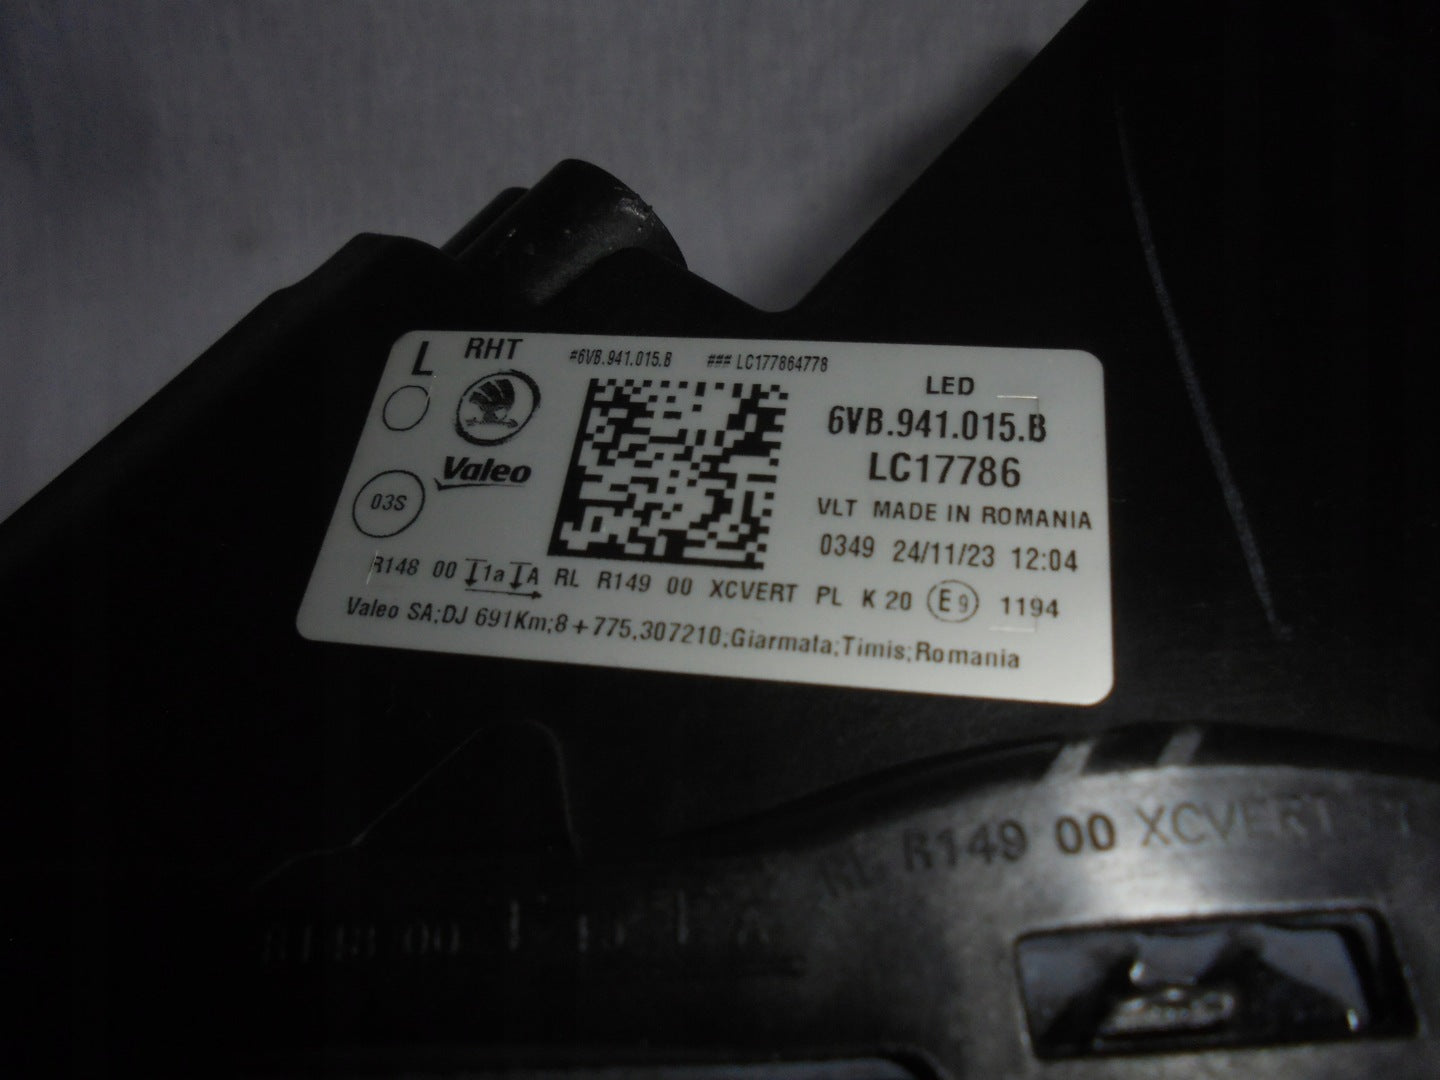 L RHT #6VB.941.015.B ### LC177864778
LED
6VB.941.015.B
Valeo
LC17786
03S
VLT MADE IN ROMANIA
0349 24/11/23 12:04
R148 00 1a A RL R149 00 XCVERT PL K 20 E9 1194
Valeo SA;DJ 691Km;8+775,307210;Giarmata;Timis;Romania
RL R149 00 XCVERT
R148 00